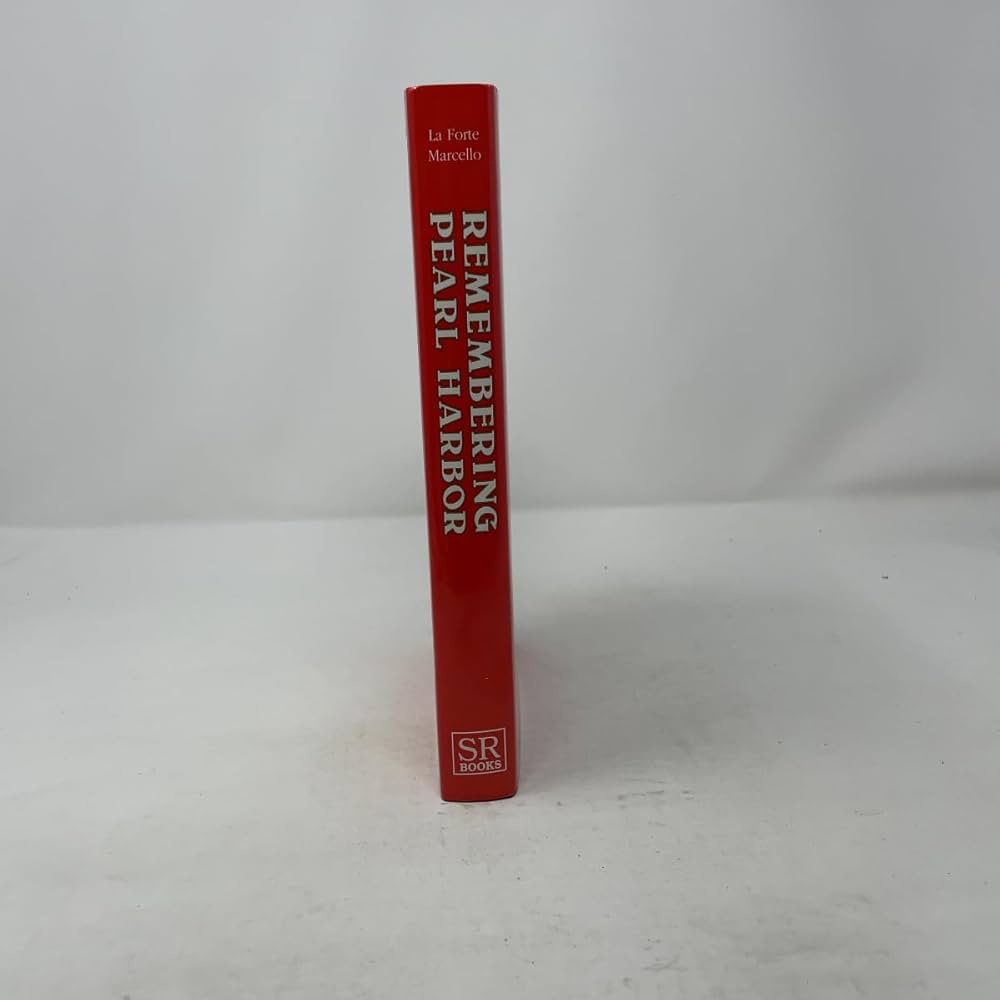 La Forte
Marcello
REMEMBERING
PEARL HARBOR
SR
BOOKS